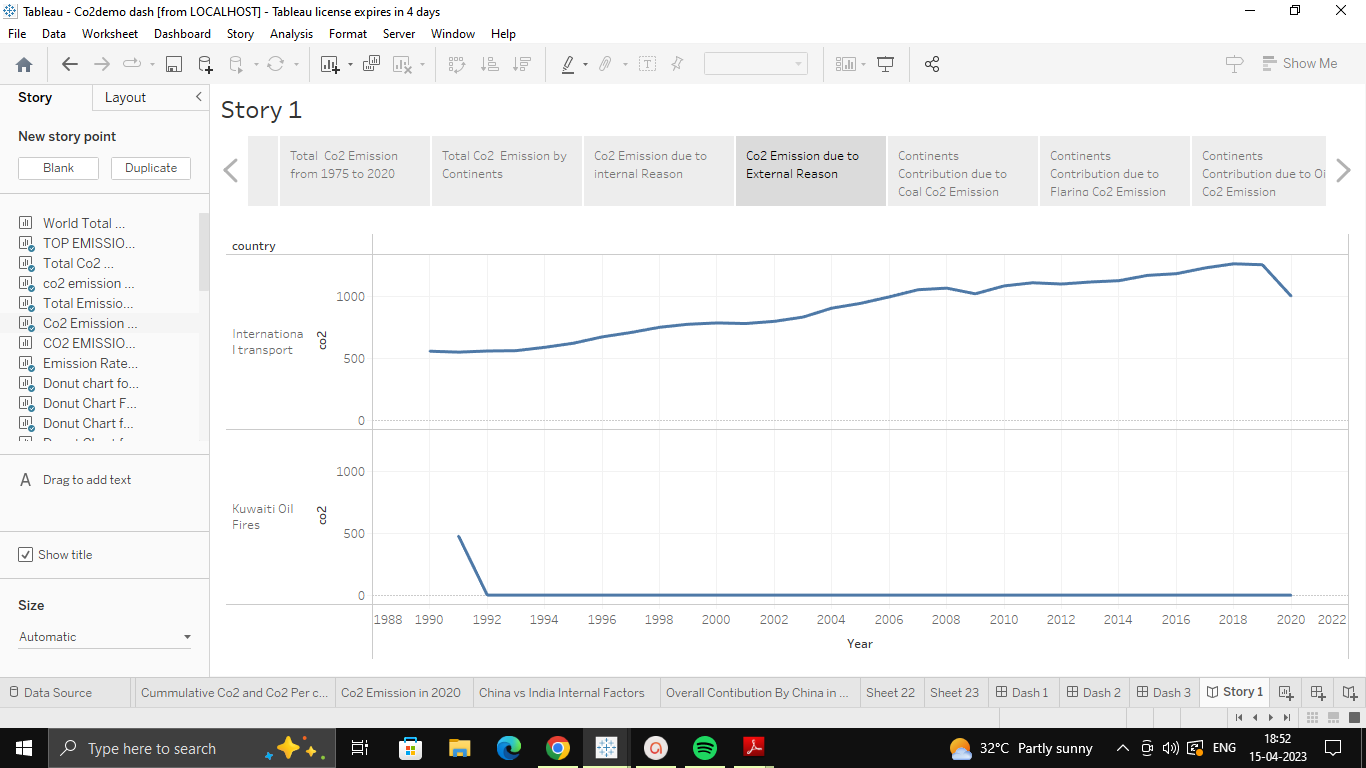 Tableau - Co2demo dash [from LOCALHOST] - Tableau license expires in 4 days
File Data Worksheet Dashboard Story Analysis Format Server Window Help
Show Me
Story Layout
New story point
Blank Duplicate
World Total ...
TOP EMISSIO...
Total Co2 ...
co2 emission ...
Total Emissio...
Co2 Emission ...
CO2 EMISSIO...
Emission Rate...
Donut chart fo...
Donut Chart F...
Donut Chart f...
A Drag to add text
Show title
Size
Automatic
Story 1
Total Co2 Emission
from 1975 to 2020
Total Co2 Emission by
Continents
Co2 Emission due to
internal Reason
Co2 Emission due to
External Reason
Continents
Contribution due to
Coal Co2 Emission
Continents
Contribution due to
Flaring Co2 Emission
Continents
Contribution due to Oi
Co2 Emission
country
Internationa
l transport
co2
1000
500
0
Kuwaiti Oil
Fires
co2
1000
500
0
1988 1990 1992 1994 1996 1998 2000 2002 2004 2006 2008 2010 2012 2014 2016 2018 2020 2022
Year
Data Source Cummulative Co2 and Co2 Per c... Co2 Emission in 2020 China vs India Internal Factors Overall Contibution By China in ... Sheet 22 Sheet 23 Dash 1 Dash 2 Dash 3 Story 1
Type here to search
32°C Partly sunny
ENG
18:52
15-04-2023